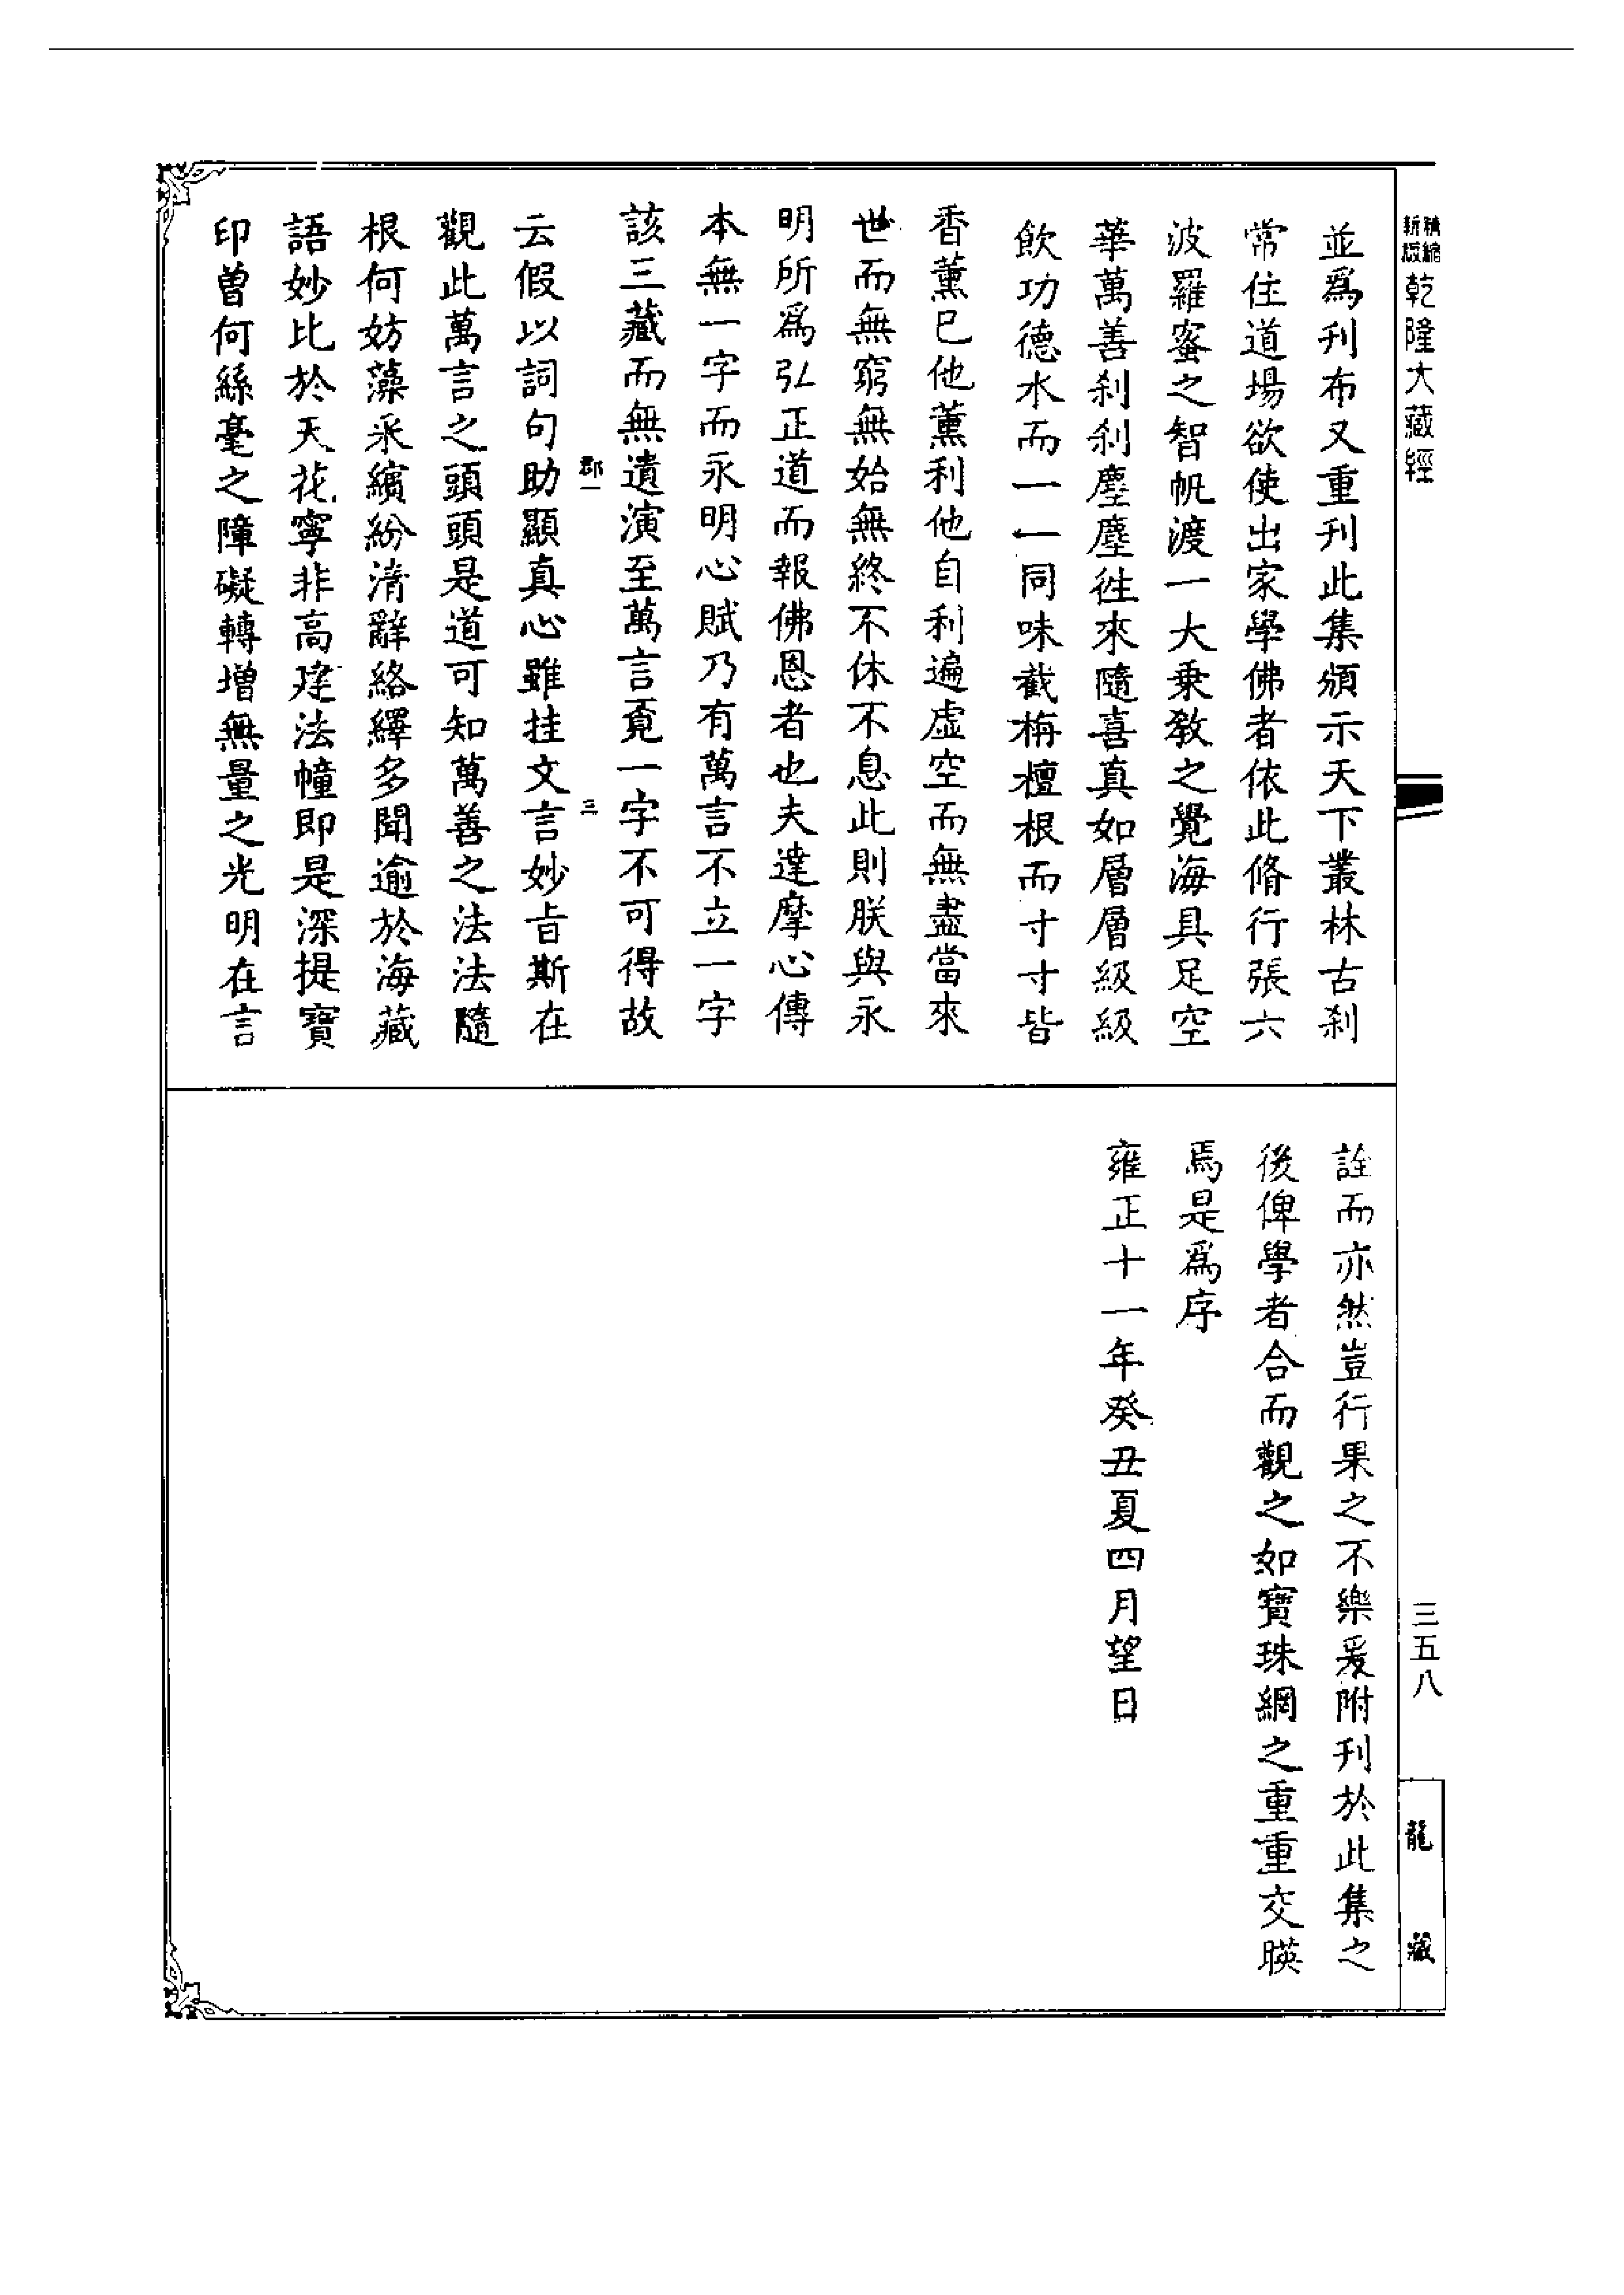 精縮新版乾隆大藏經
並爲刊布又重刊此集頒示天下叢林古刹
常住道場欲使出家學佛者依此脩行張六
波羅蜜之智帆渡一大乗教之覺海具足空
華萬善刹刹塵塵徃來隨喜真如層層級級
飲功德水而一一同味截栴檀根而寸寸皆
香薰已他薰利他自利遍虛空而無盡當來
世而無窮無始無終不休不息此則朕與永
明所爲弘正道而報佛恩者也夫達摩心傳
本無一字而永明心賦乃有萬言不立一字
該三藏而無遺演至萬言覔一字不可得故
郡一 三
云假以詞句助顯真心雖挂文言妙旨斯在
觀此萬言之頭頭是道可知萬善之法法隨
根何妨藻采繽紛清辭絡繹多聞逾於海藏
語妙比於天花寧非高建法幢即是深提寶
印曾何絲毫之障礙轉增無量之光明在言
詮而亦然豈行果之不樂爰附刊於此集之
後俾學者合而觀之如寶珠網之重重交暎
焉是爲序
雍正十一年癸丑夏四月望日
三五八
龍藏